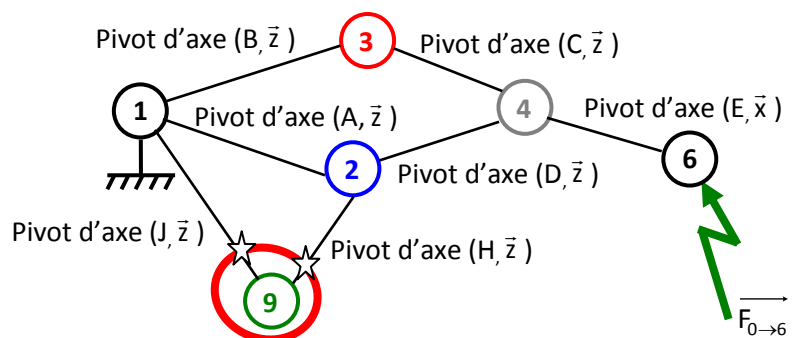 Pivot d'axe (B, z⃗)
3
Pivot d'axe (C, z⃗)
1
4
Pivot d'axe (A, z⃗)
Pivot d'axe (E, x⃗)
2
6
Pivot d'axe (D, z⃗)
Pivot d'axe (J, z⃗)
Pivot d'axe (H, z⃗)
9
F₀→₆